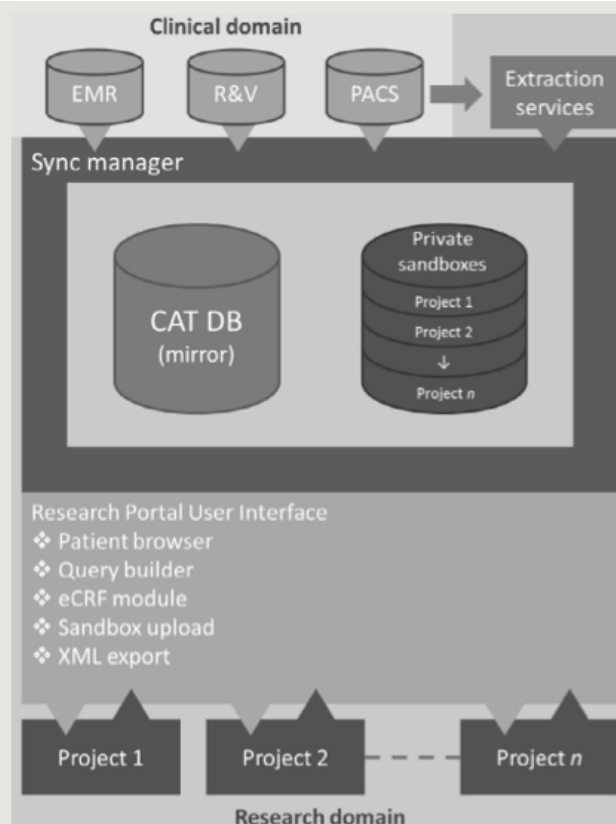 Clinical domain
EMR
R&V
PACS
Extraction
services
Sync manager
CAT DB
(mirror)
Private
sandboxes
Project 1
Project 2
↓
Project n
Research Portal User Interface
❖ Patient browser
❖ Query builder
❖ eCRF module
❖ Sandbox upload
❖ XML export
Project 1
Project 2
Project n
Research domain